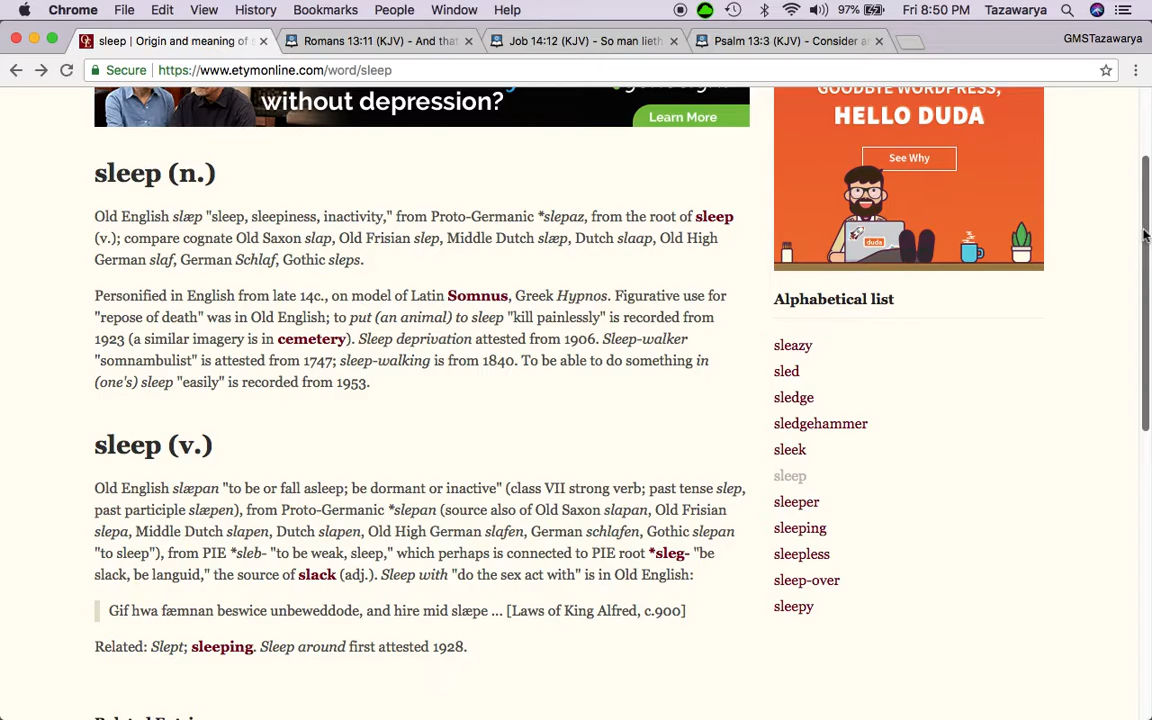 Chrome File Edit View History Bookmarks People Window Help 97% Fri 8:50 PM Tazawarya
sleep | Origin and meaning of s Romans 13:11 (KJV) - And that Job 14:12 (KJV) - So man lieth Psalm 13:3 (KJV) - Consider a GMSTazawarya
Secure https://www.etymonline.com/word/sleep
without depression?
Learn More
GOODBYE WORDPRESS,
HELLO DUDA
See Why
duda
sleep (n.)
Old English slæp "sleep, sleepiness, inactivity," from Proto-Germanic *slepaz, from the root of sleep
(v.); compare cognate Old Saxon slap, Old Frisian slep, Middle Dutch slæp, Dutch slaap, Old High
German slaf, German Schlaf, Gothic sleps.
Personified in English from late 14c., on model of Latin Somnus, Greek Hypnos. Figurative use for
"repose of death" was in Old English; to put (an animal) to sleep "kill painlessly" is recorded from
1923 (a similar imagery is in cemetery). Sleep deprivation attested from 1906. Sleep-walker
"somnambulist" is attested from 1747; sleep-walking is from 1840. To be able to do something in
(one's) sleep "easily" is recorded from 1953.
sleep (v.)
Old English slæpan "to be or fall asleep; be dormant or inactive" (class VII strong verb; past tense slep,
past participle slæpen), from Proto-Germanic *slepan (source also of Old Saxon slapan, Old Frisian
slepa, Middle Dutch slapen, Dutch slapen, Old High German slafen, German schlafen, Gothic slepan
"to sleep"), from PIE *sleb- "to be weak, sleep," which perhaps is connected to PIE root *sleg- "be
slack, be languid," the source of slack (adj.). Sleep with "do the sex act with" is in Old English:
Gif hwa fæmnan beswice unbeweddode, and hire mid slæpe ... [Laws of King Alfred, c.900]
Related: Slept; sleeping. Sleep around first attested 1928.
Alphabetical list
sleazy
sled
sledge
sledgehammer
sleek
sleep
sleeper
sleeping
sleepless
sleep-over
sleepy